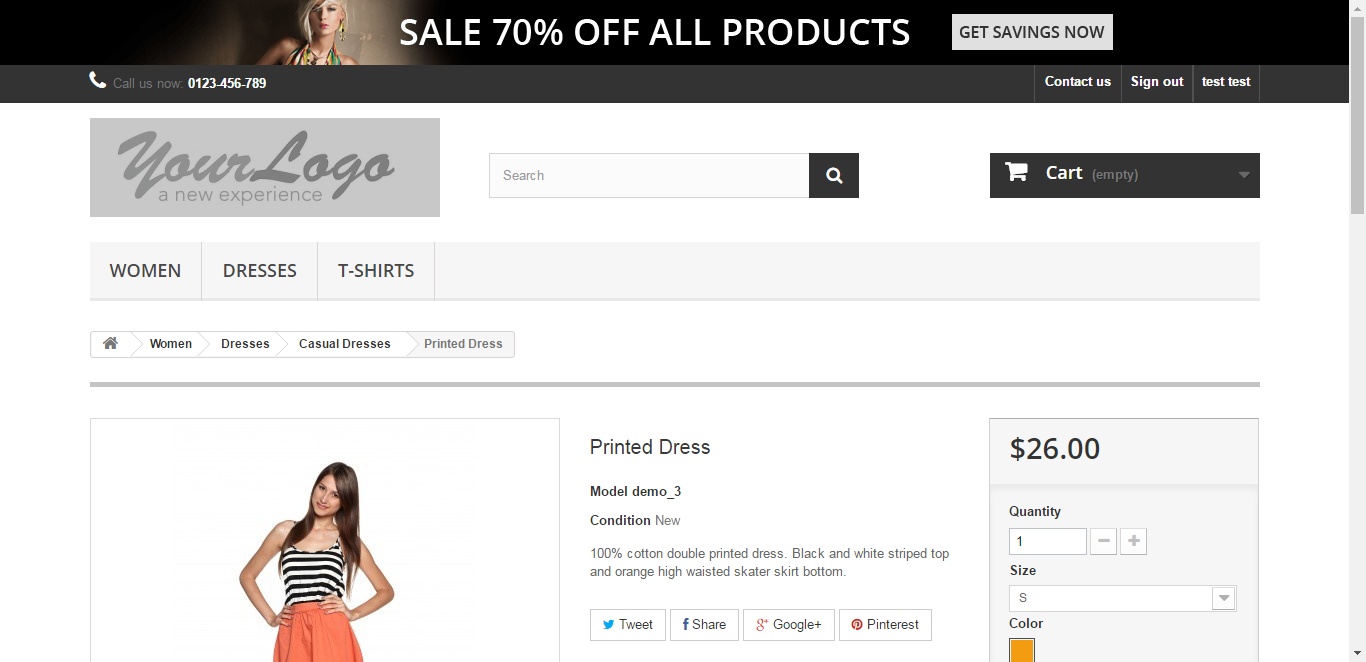 SALE 70% OFF ALL PRODUCTS GET SAVINGS NOW
Call us now: 0123-456-789 Contact us Sign out test test
YourLogo
a new experience
Search
Cart (empty)
WOMEN DRESSES T-SHIRTS
Women Dresses Casual Dresses Printed Dress
Printed Dress
Model demo_3
Condition New
100% cotton double printed dress. Black and white striped top
and orange high waisted skater skirt bottom.
Tweet Share Google+ Pinterest
$26.00
Quantity
1
Size
S
Color